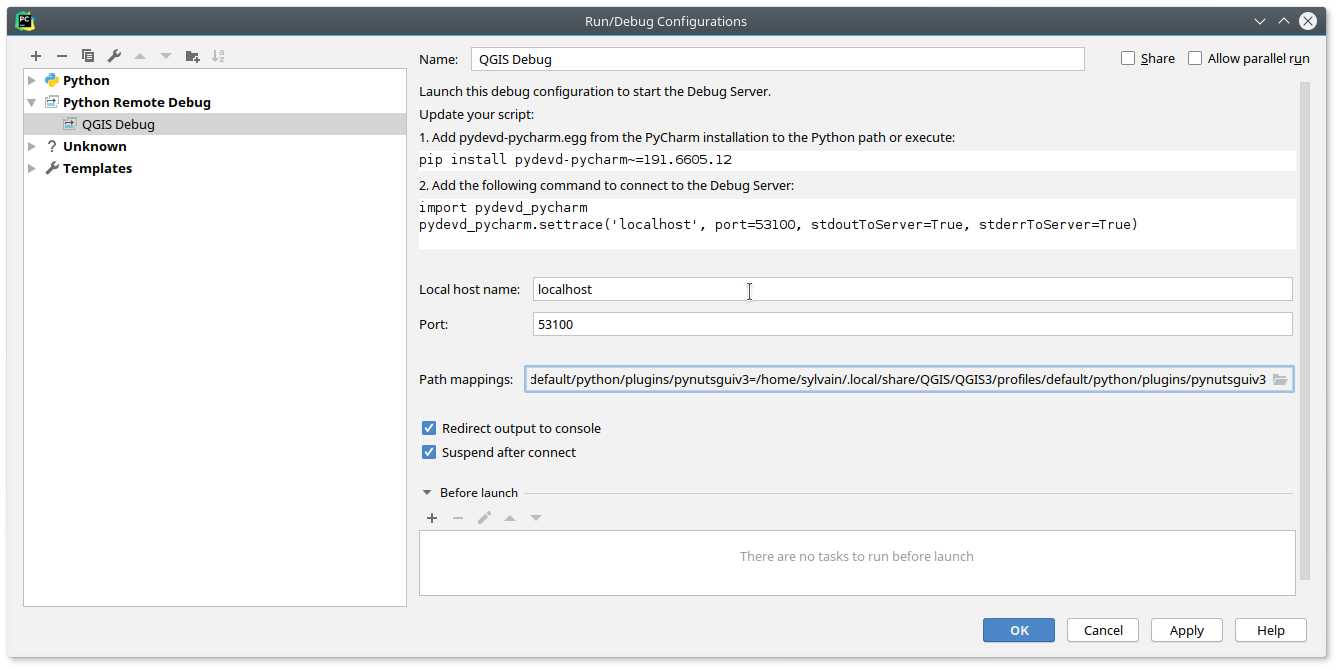 PC
Run/Debug Configurations
Name: QGIS Debug Share Allow parallel run
Python
Python Remote Debug
QGIS Debug
? Unknown
Templates
Launch this debug configuration to start the Debug Server.
Update your script:
1. Add pydevd-pycharm.egg from the PyCharm installation to the Python path or execute:
pip install pydevd-pycharm~=191.6605.12
2. Add the following command to connect to the Debug Server:
import pydevd_pycharm
pydevd_pycharm.settrace('localhost', port=53100, stdoutToServer=True, stderrToServer=True)
Local host name: localhost
Port: 53100
Path mappings: default/python/plugins/pynutsguiv3=/home/sylvain/.local/share/QGIS/QGIS3/profiles/default/python/plugins/pynutsguiv3
Redirect output to console
Suspend after connect
Before launch
There are no tasks to run before launch
OK Cancel Apply Help